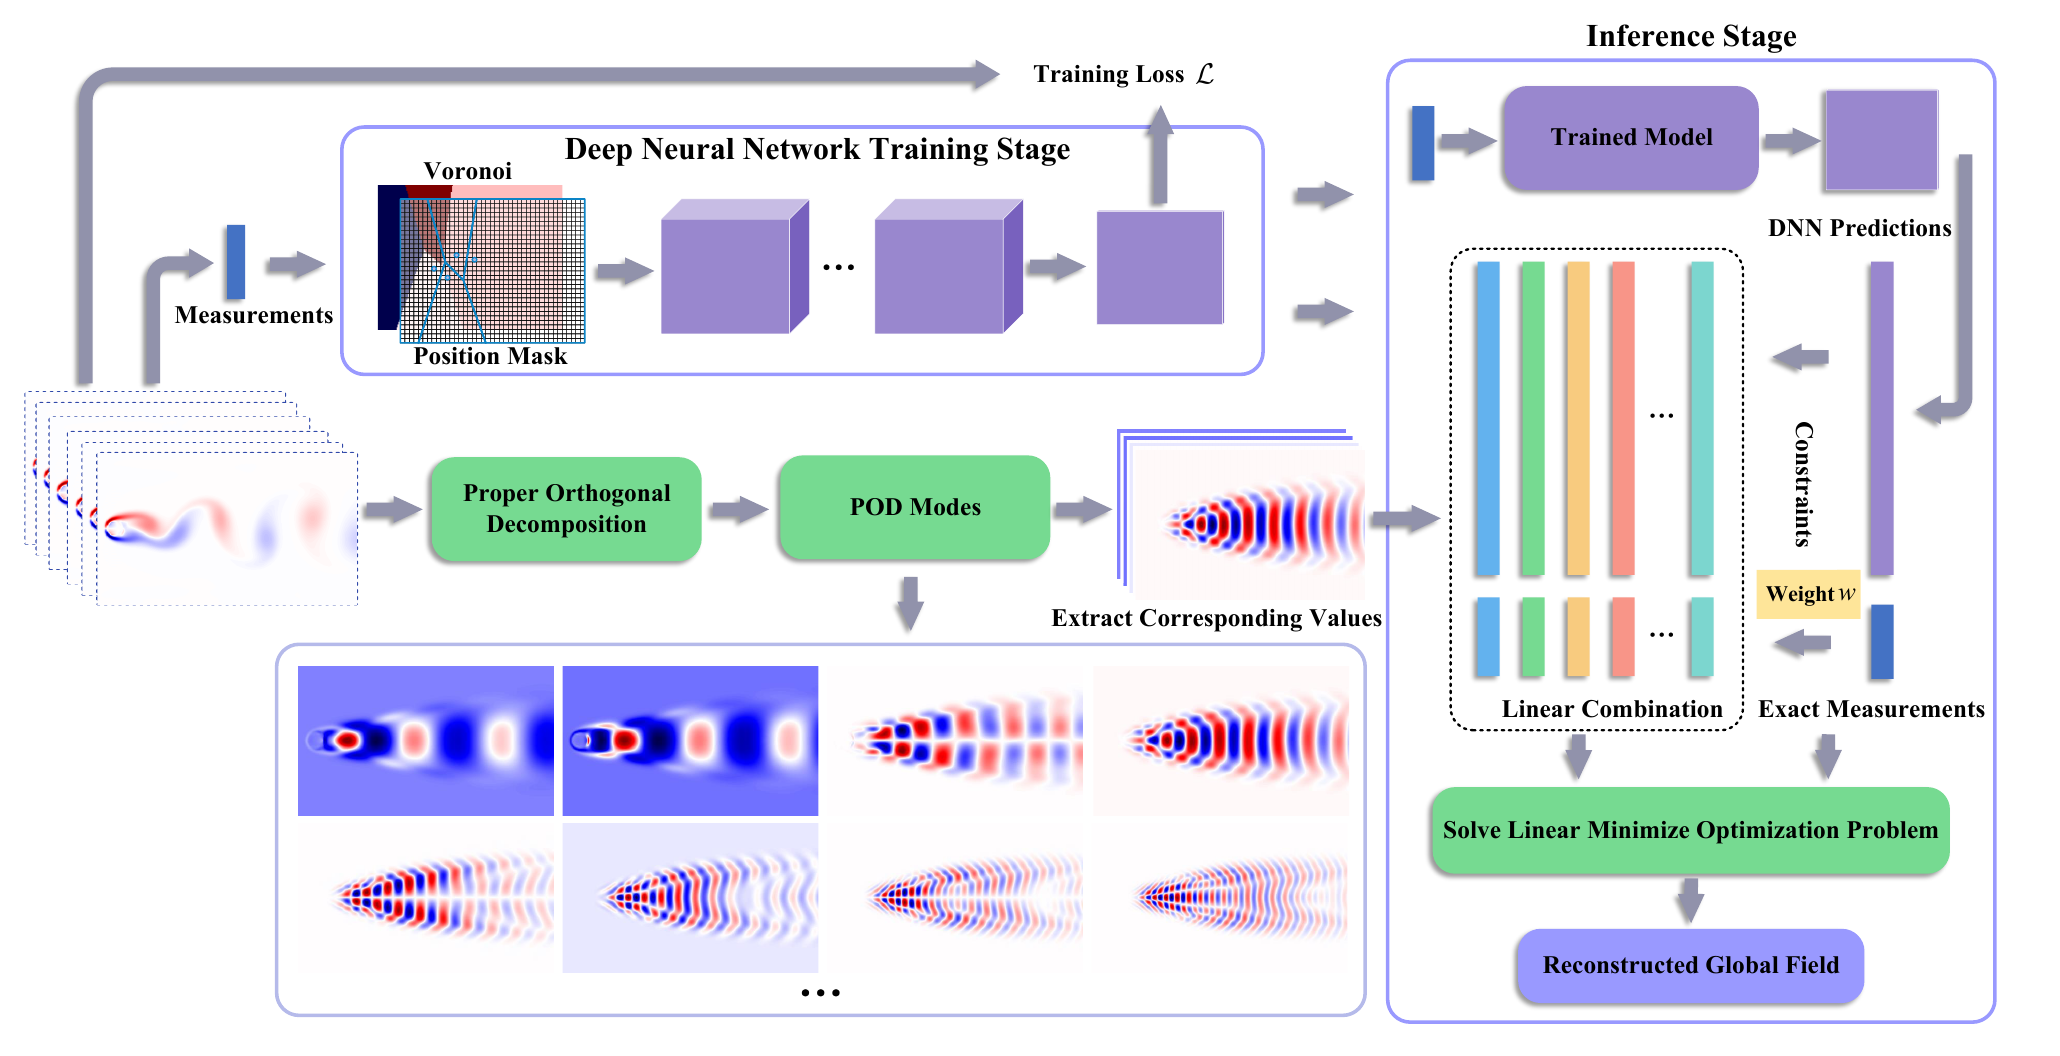 Inference Stage
Training Loss ℒ
Deep Neural Network Training Stage
Voronoi
Position Mask
...
Measurements
Trained Model
DNN Predictions
Proper Orthogonal
Decomposition
POD Modes
Extract Corresponding Values
...
...
...
Constraints
Weight w
Linear Combination
Exact Measurements
Solve Linear Minimize Optimization Problem
Reconstructed Global Field